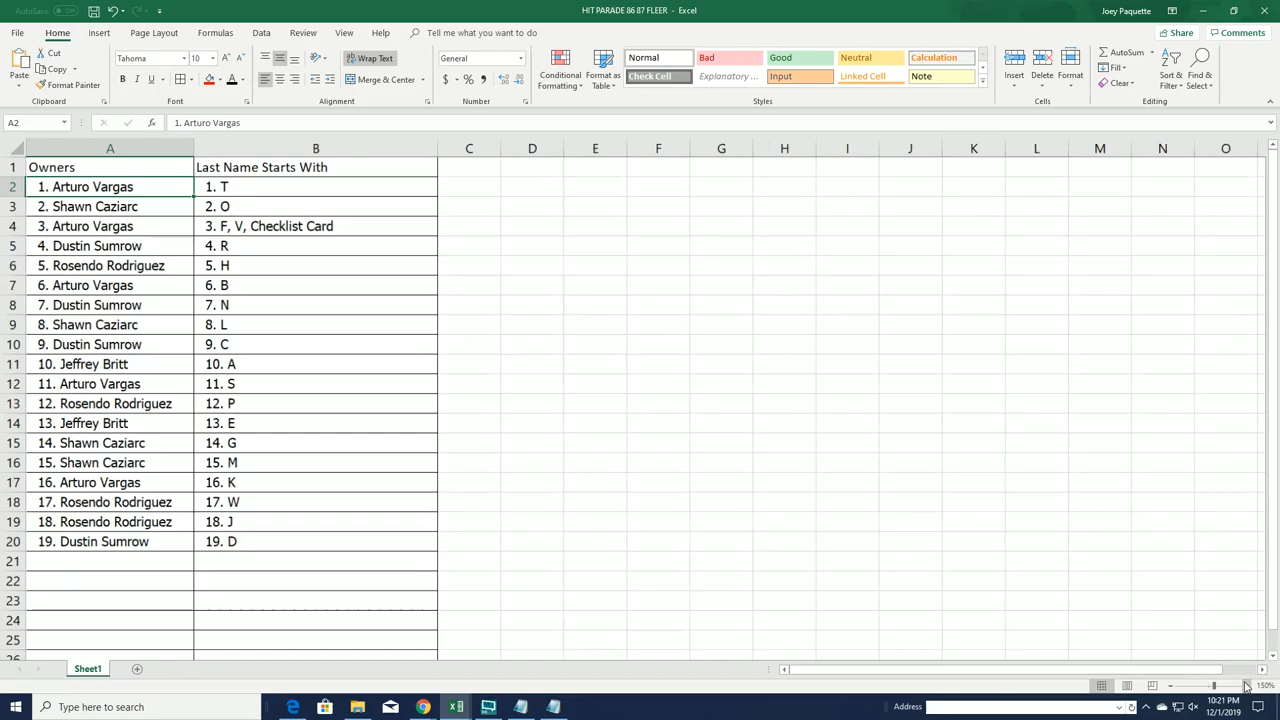 AutoSave Off HIT PARADE 86 87 FLEER - Excel Joey Paquette
File Home Insert Page Layout Formulas Data Review View Help Tell me what you want to do Share Comments
Paste Cut Tahoma 10 Wrap Text General Conditional Formatting Format as Table Normal Bad Good Neutral Calculation Insert Delete Format AutoSum Sort & Filter Find & Select
Copy Fill
Format Painter B I U Merge & Center $ % Check Cell Explanatory ... Input Linked Cell Note Clear
Clipboard Font Alignment Number Styles Cells Editing
A2 1. Arturo Vargas
A B C D E F G H I J K L M N O
1 Owners Last Name Starts With
2 1. Arturo Vargas 1. T
3 2. Shawn Caziarc 2. O
4 3. Arturo Vargas 3. F, V, Checklist Card
5 4. Dustin Sumrow 4. R
6 5. Rosendo Rodriguez 5. H
7 6. Arturo Vargas 6. B
8 7. Dustin Sumrow 7. N
9 8. Shawn Caziarc 8. L
10 9. Dustin Sumrow 9. C
11 10. Jeffrey Britt 10. A
12 11. Arturo Vargas 11. S
13 12. Rosendo Rodriguez 12. P
14 13. Jeffrey Britt 13. E
15 14. Shawn Caziarc 14. G
16 15. Shawn Caziarc 15. M
17 16. Arturo Vargas 16. K
18 17. Rosendo Rodriguez 17. W
19 18. Rosendo Rodriguez 18. J
20 19. Dustin Sumrow 19. D
21
22
23
24
25
26
Sheet1
150%
Type here to search Address 10:21 PM
12/1/2019